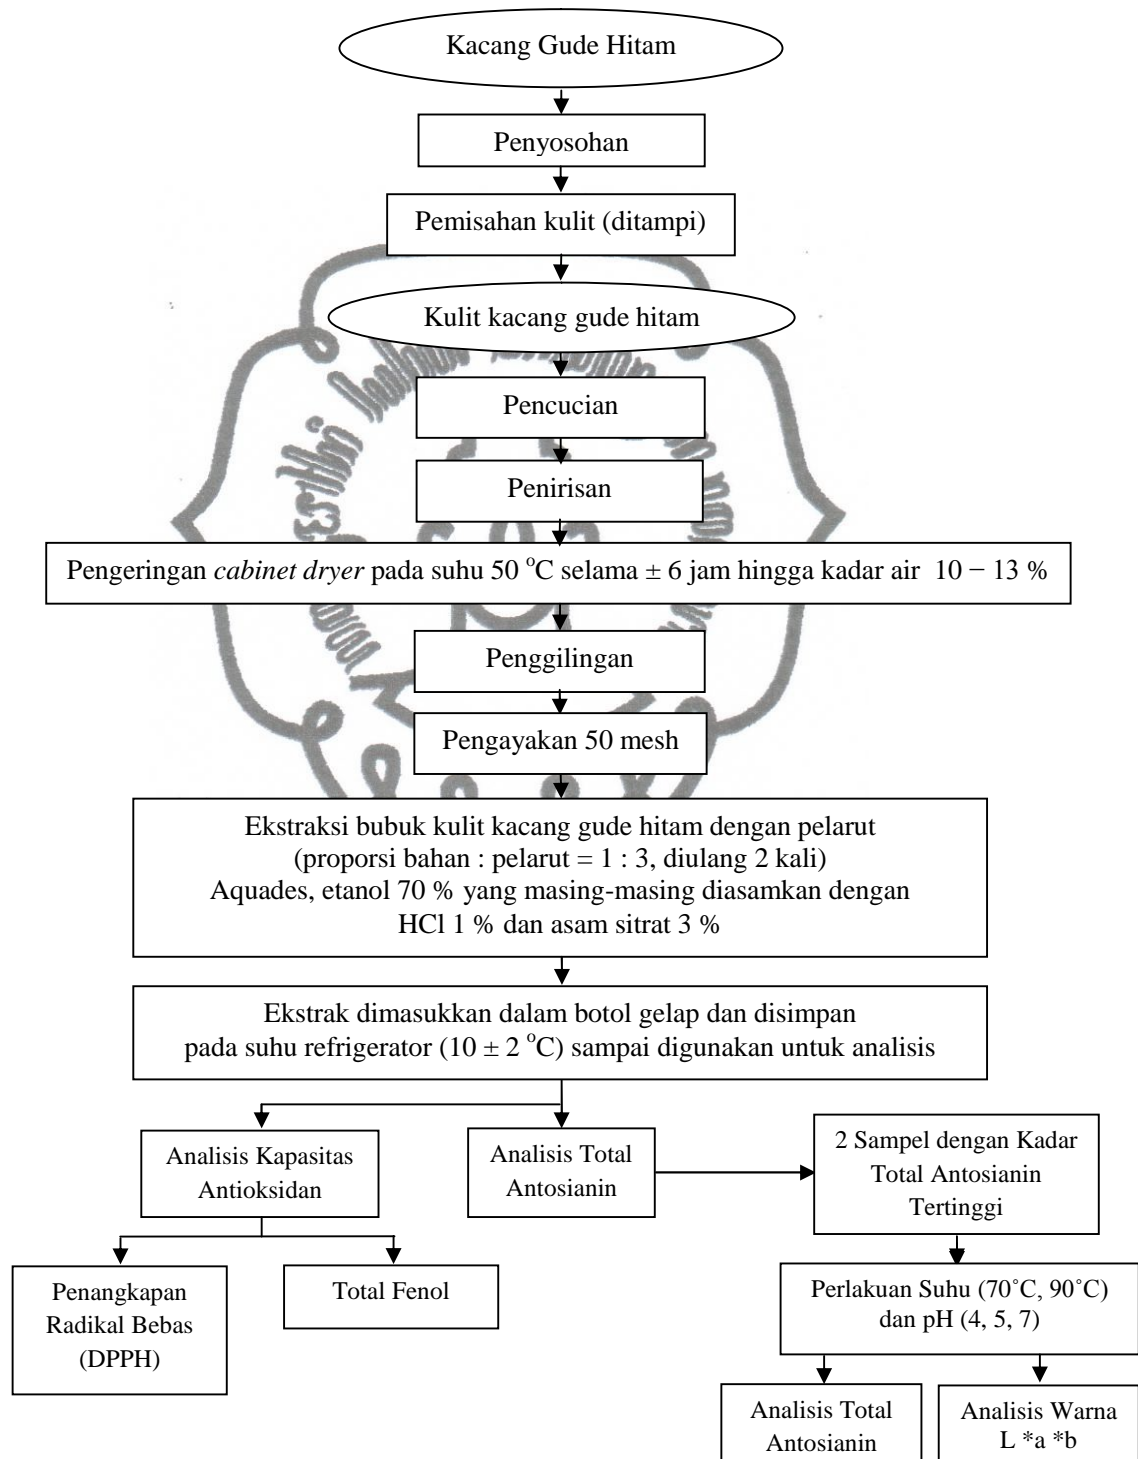 Kacang Gude Hitam
Penyosohan
Pemisahan kulit (ditampi)
Kulit kacang gude hitam
Pencucian
Penirisan
Pengeringan cabinet dryer pada suhu 50 °C selama ± 6 jam hingga kadar air 10 − 13 %
Penggilingan
Pengayakan 50 mesh
Ekstraksi bubuk kulit kacang gude hitam dengan pelarut
(proporsi bahan : pelarut = 1 : 3, diulang 2 kali)
Aquades, etanol 70 % yang masing-masing diasamkan dengan
HCl 1 % dan asam sitrat 3 %
Ekstrak dimasukkan dalam botol gelap dan disimpan
pada suhu refrigerator (10 ± 2 °C) sampai digunakan untuk analisis
Analisis Kapasitas
Antioksidan
Analisis Total
Antosianin
2 Sampel dengan Kadar
Total Antosianin
Tertinggi
Penangkapan
Radikal Bebas
(DPPH)
Total Fenol
Perlakuan Suhu (70˚C, 90˚C)
dan pH (4, 5, 7)
Analisis Total
Antosianin
Analisis Warna
L *a *b